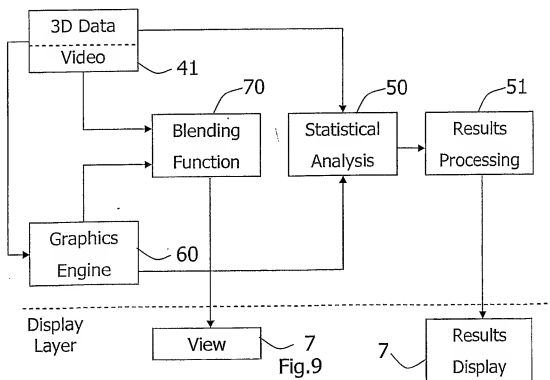 3D Data
Video
41
70
50
51
Blending
Function
Statistical
Analysis
Results
Processing
Graphics
Engine
60
Display
Layer
View
7
Fig.9
7
Results
Display